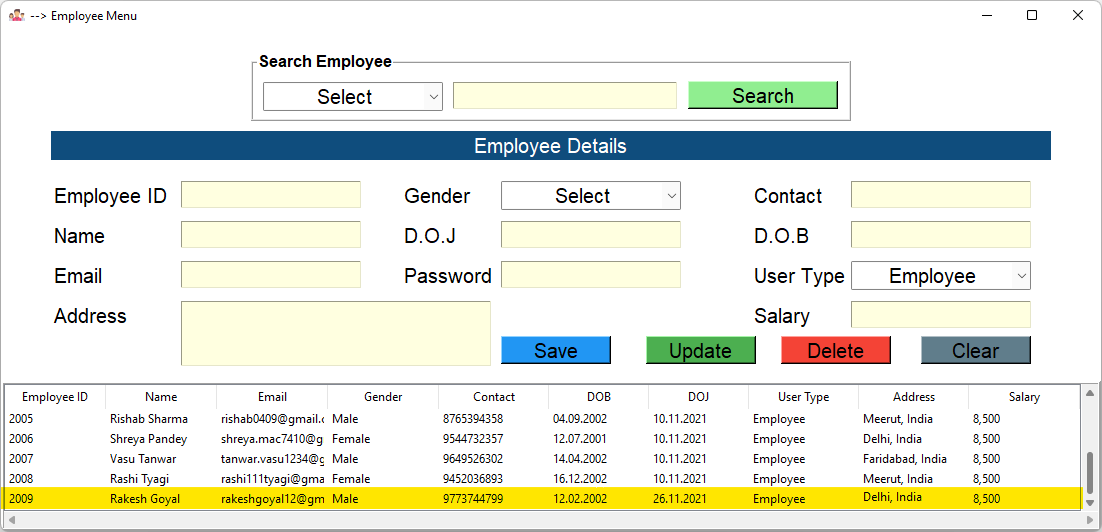 --> Employee Menu
Search Employee
Select Search
Employee Details
Employee ID Gender Select Contact
Name D.O.J D.O.B
Email Password User Type Employee
Address Salary
Save Update Delete Clear
Employee ID Name Email Gender Contact DOB DOJ User Type Address Salary
2005 Rishab Sharma rishab0409@gmail.c Male 8765394358 04.09.2002 10.11.2021 Employee Meerut, India 8,500
2006 Shreya Pandey shreya.mac7410@g Female 9544732357 12.07.2001 10.11.2021 Employee Delhi, India 8,500
2007 Vasu Tanwar tanwar.vasu1234@g Male 9649526302 14.04.2002 10.11.2021 Employee Faridabad, India 8,500
2008 Rashi Tyagi rashi111tyagi@gma Female 9452036893 16.12.2002 10.11.2021 Employee Meerut, India 8,500
2009 Rakesh Goyal rakeshgoyal12@gm Male 9773744799 12.02.2002 26.11.2021 Employee Delhi, India 8,500